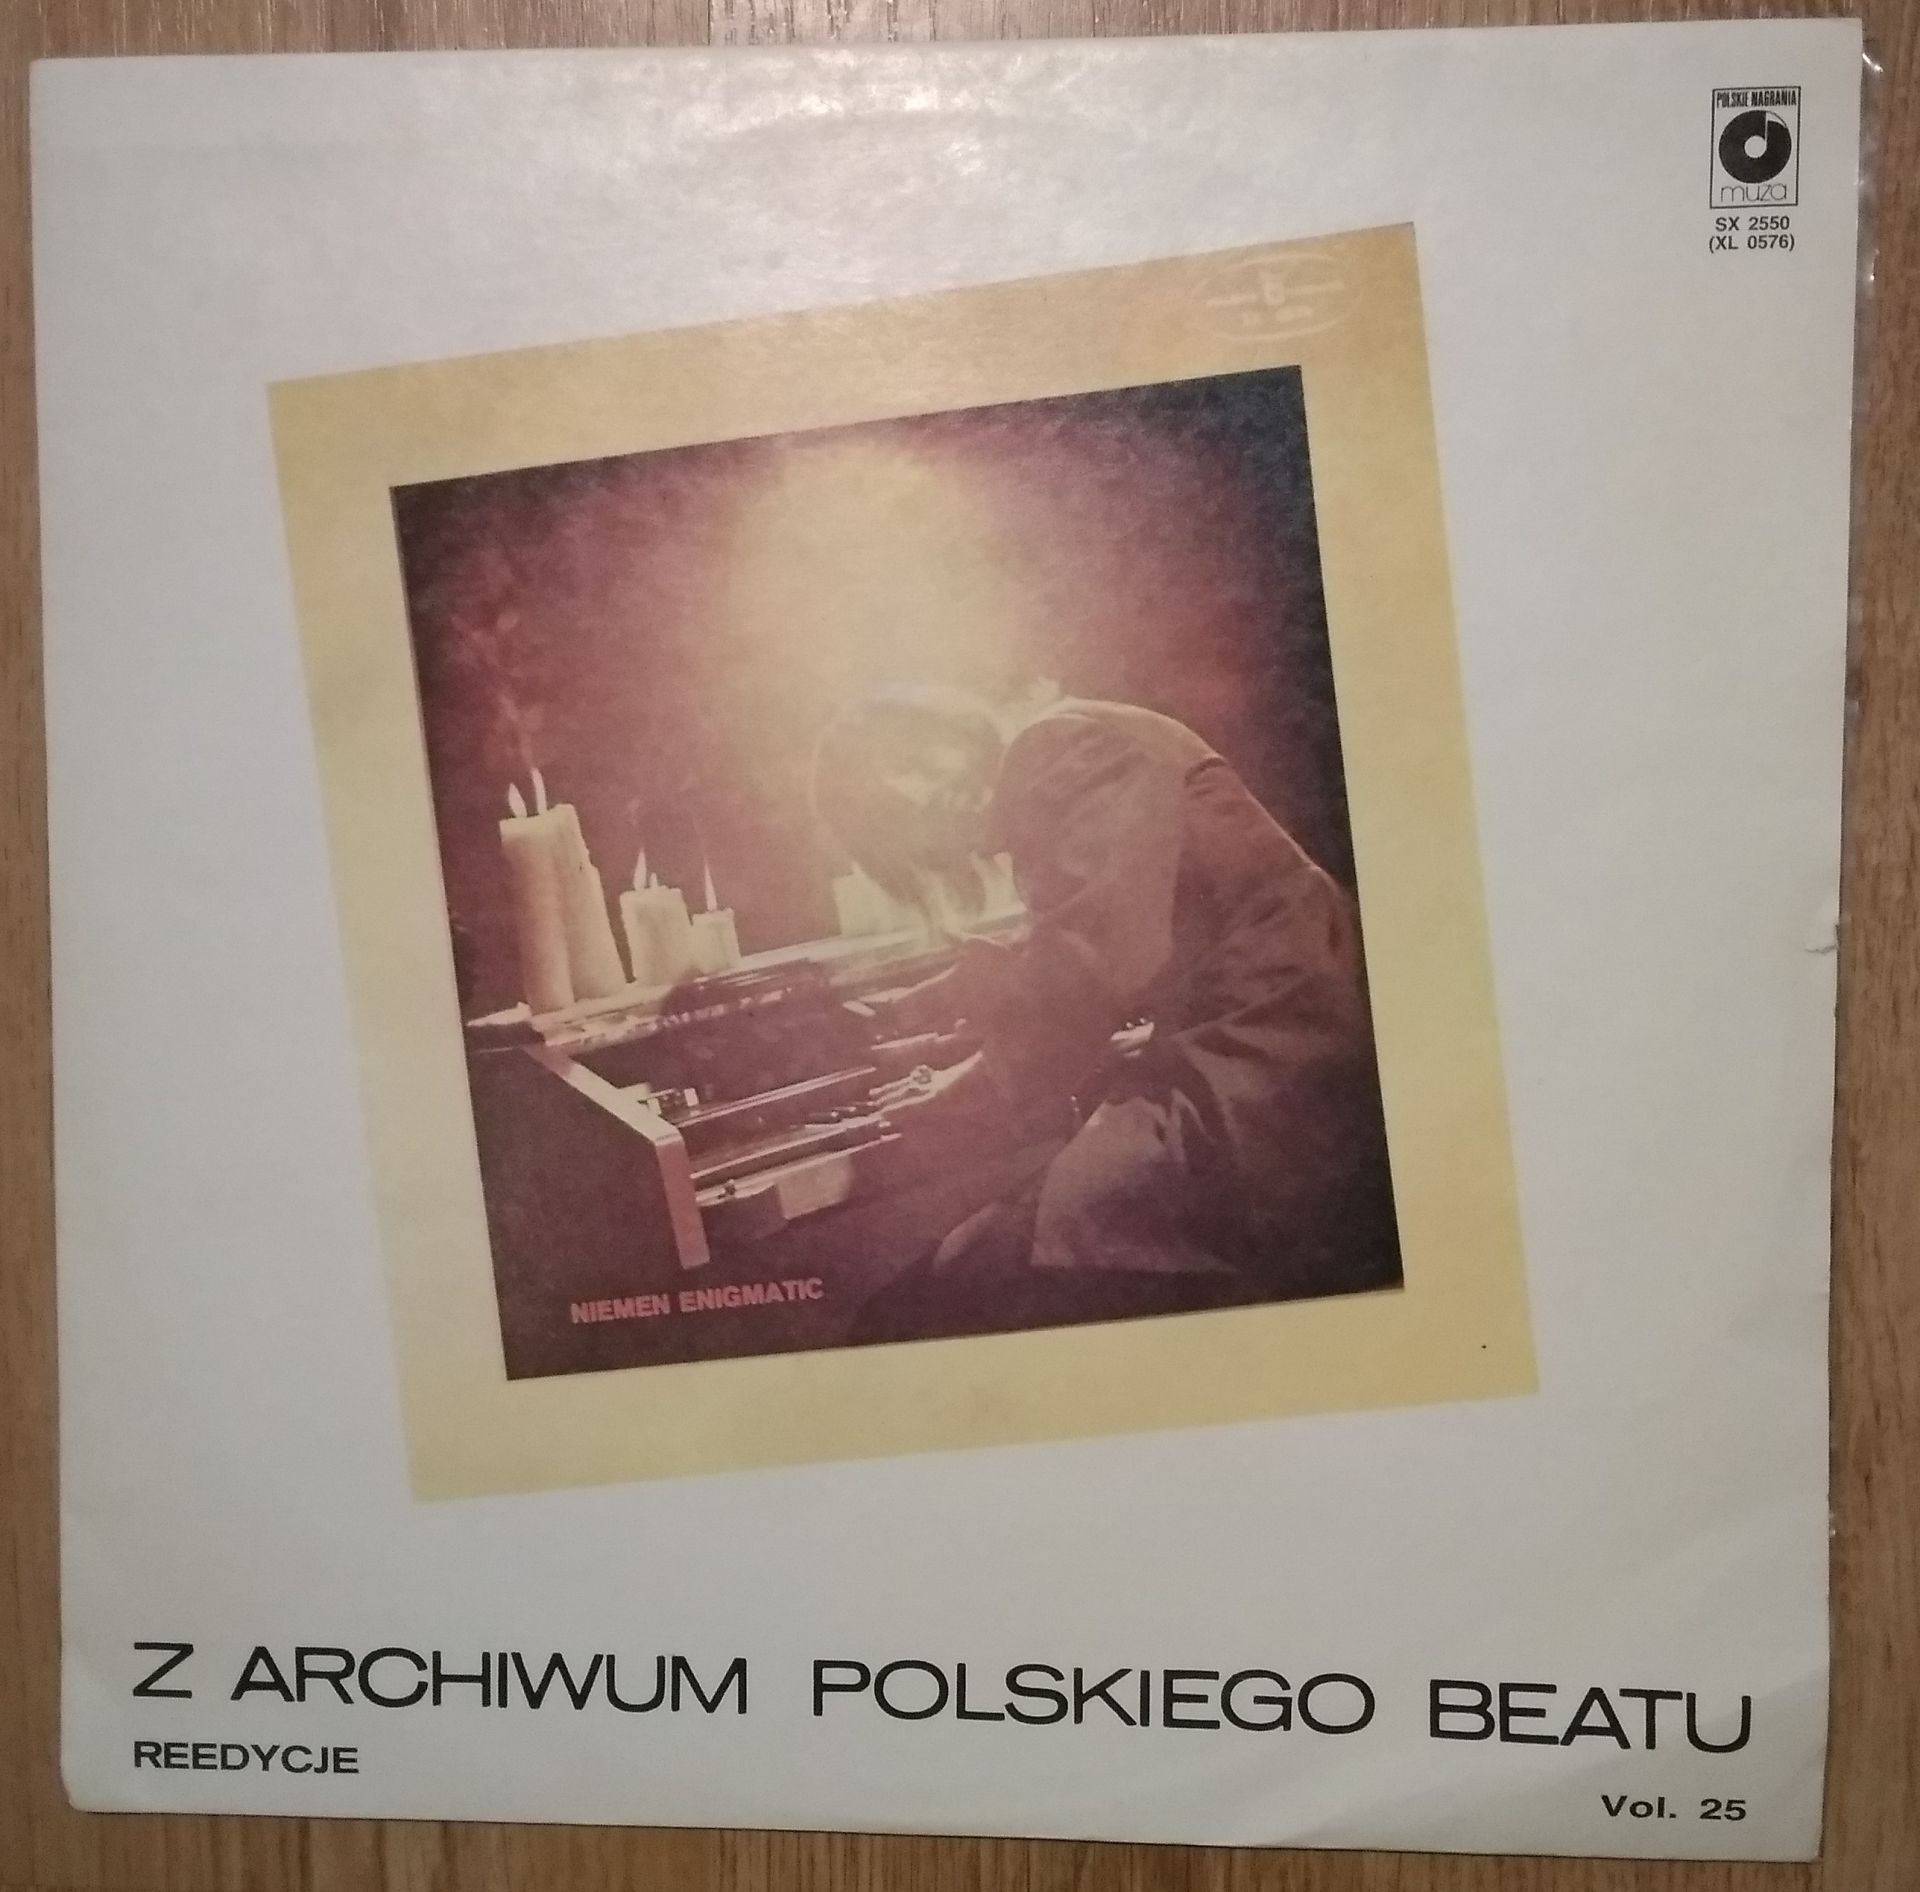 POLSKIE NAGRANIA
muza
SX 2550
(XL 0576)
NIEMEN ENIGMATIC
Z ARCHIWUM POLSKIEGO BEATU
REEDYCJE
Vol. 25